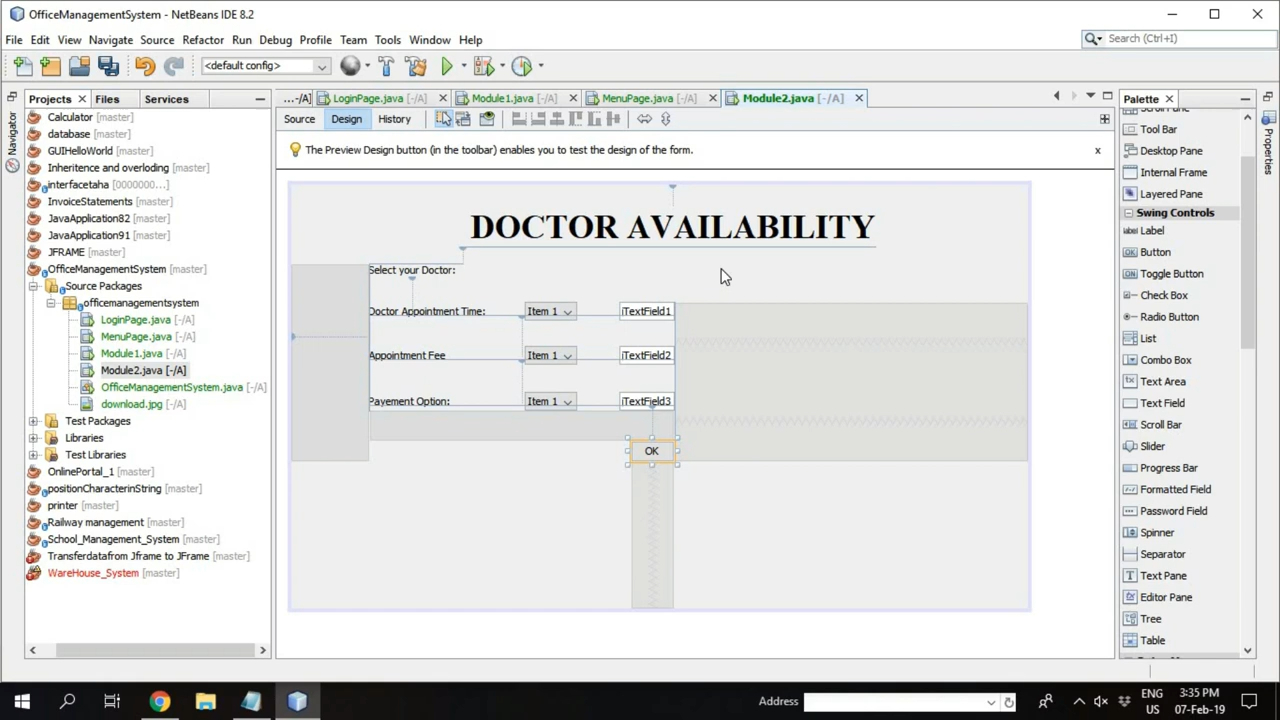 OfficeManagementSystem - NetBeans IDE 8.2
File Edit View Navigate Source Refactor Run Debug Profile Team Tools Window Help
Search (Ctrl+I)
<default config>
Projects Files Services
...-/A] LoginPage.java [-/A] Module1.java [-/A] MenuPage.java [-/A] Module2.java [-/A]
Palette
Navigator
Properties
Source Design History
The Preview Design button (in the toolbar) enables you to test the design of the form.
x
Calculator [master]
database [master]
GUIHelloWorld [master]
Inheritence and overloding [master]
interfacetaha [0000000...]
InvoiceStatements [master]
JavaApplication82 [master]
JavaApplication91 [master]
JFRAME [master]
OfficeManagementSystem [master]
Source Packages
officemanagementsystem
LoginPage.java [-/A]
MenuPage.java [-/A]
Module1.java [-/A]
Module2.java [-/A]
OfficeManagementSystem.java [-/A]
download.jpg [-/A]
Test Packages
Libraries
Test Libraries
OnlinePortal_1 [master]
positionCharacterinString [master]
printer [master]
Railway management [master]
School_Management_System [master]
Transferdatafrom Jframe to JFrame [master]
WareHouse_System [master]
DOCTOR AVAILABILITY
Select your Doctor:
Doctor Appointment Time: Item 1 jTextField1
Appointment Fee Item 1 jTextField2
Payement Option: Item 1 jTextField3
OK
Scroll Pane
Tool Bar
Desktop Pane
Internal Frame
Layered Pane
Swing Controls
label Label
OK Button
ON Toggle Button
Check Box
Radio Button
List
Combo Box
Text Area
Text Field
Scroll Bar
Slider
Progress Bar
Formatted Field
Password Field
Spinner
Separator
Text Pane
Editor Pane
Tree
Table
Address
ENG
US
3:35 PM
07-Feb-19